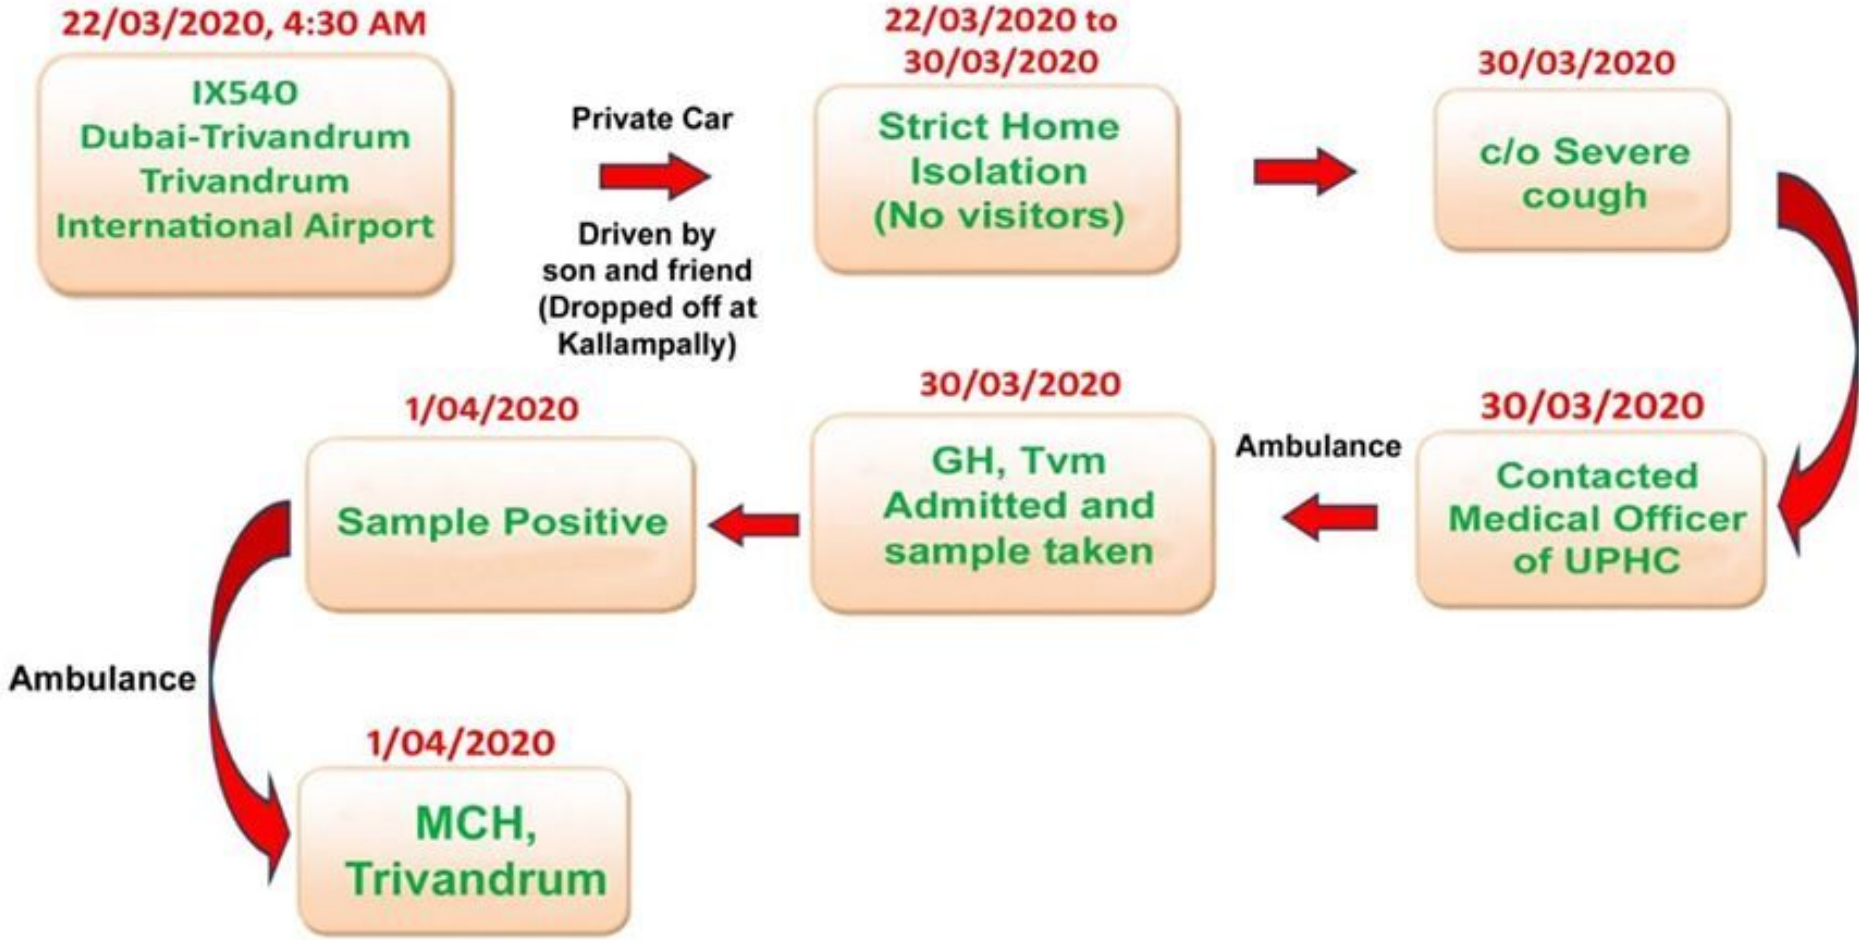 22/03/2020, 4:30 AM
IX540
Dubai-Trivandrum
Trivandrum
International Airport
Private Car
Driven by
son and friend
(Dropped off at
Kallampally)
22/03/2020 to
30/03/2020
Strict Home
Isolation
(No visitors)
30/03/2020
c/o Severe
cough
30/03/2020
Contacted
Medical Officer
of UPHC
Ambulance
30/03/2020
GH, Tvm
Admitted and
sample taken
1/04/2020
Sample Positive
Ambulance
1/04/2020
MCH,
Trivandrum